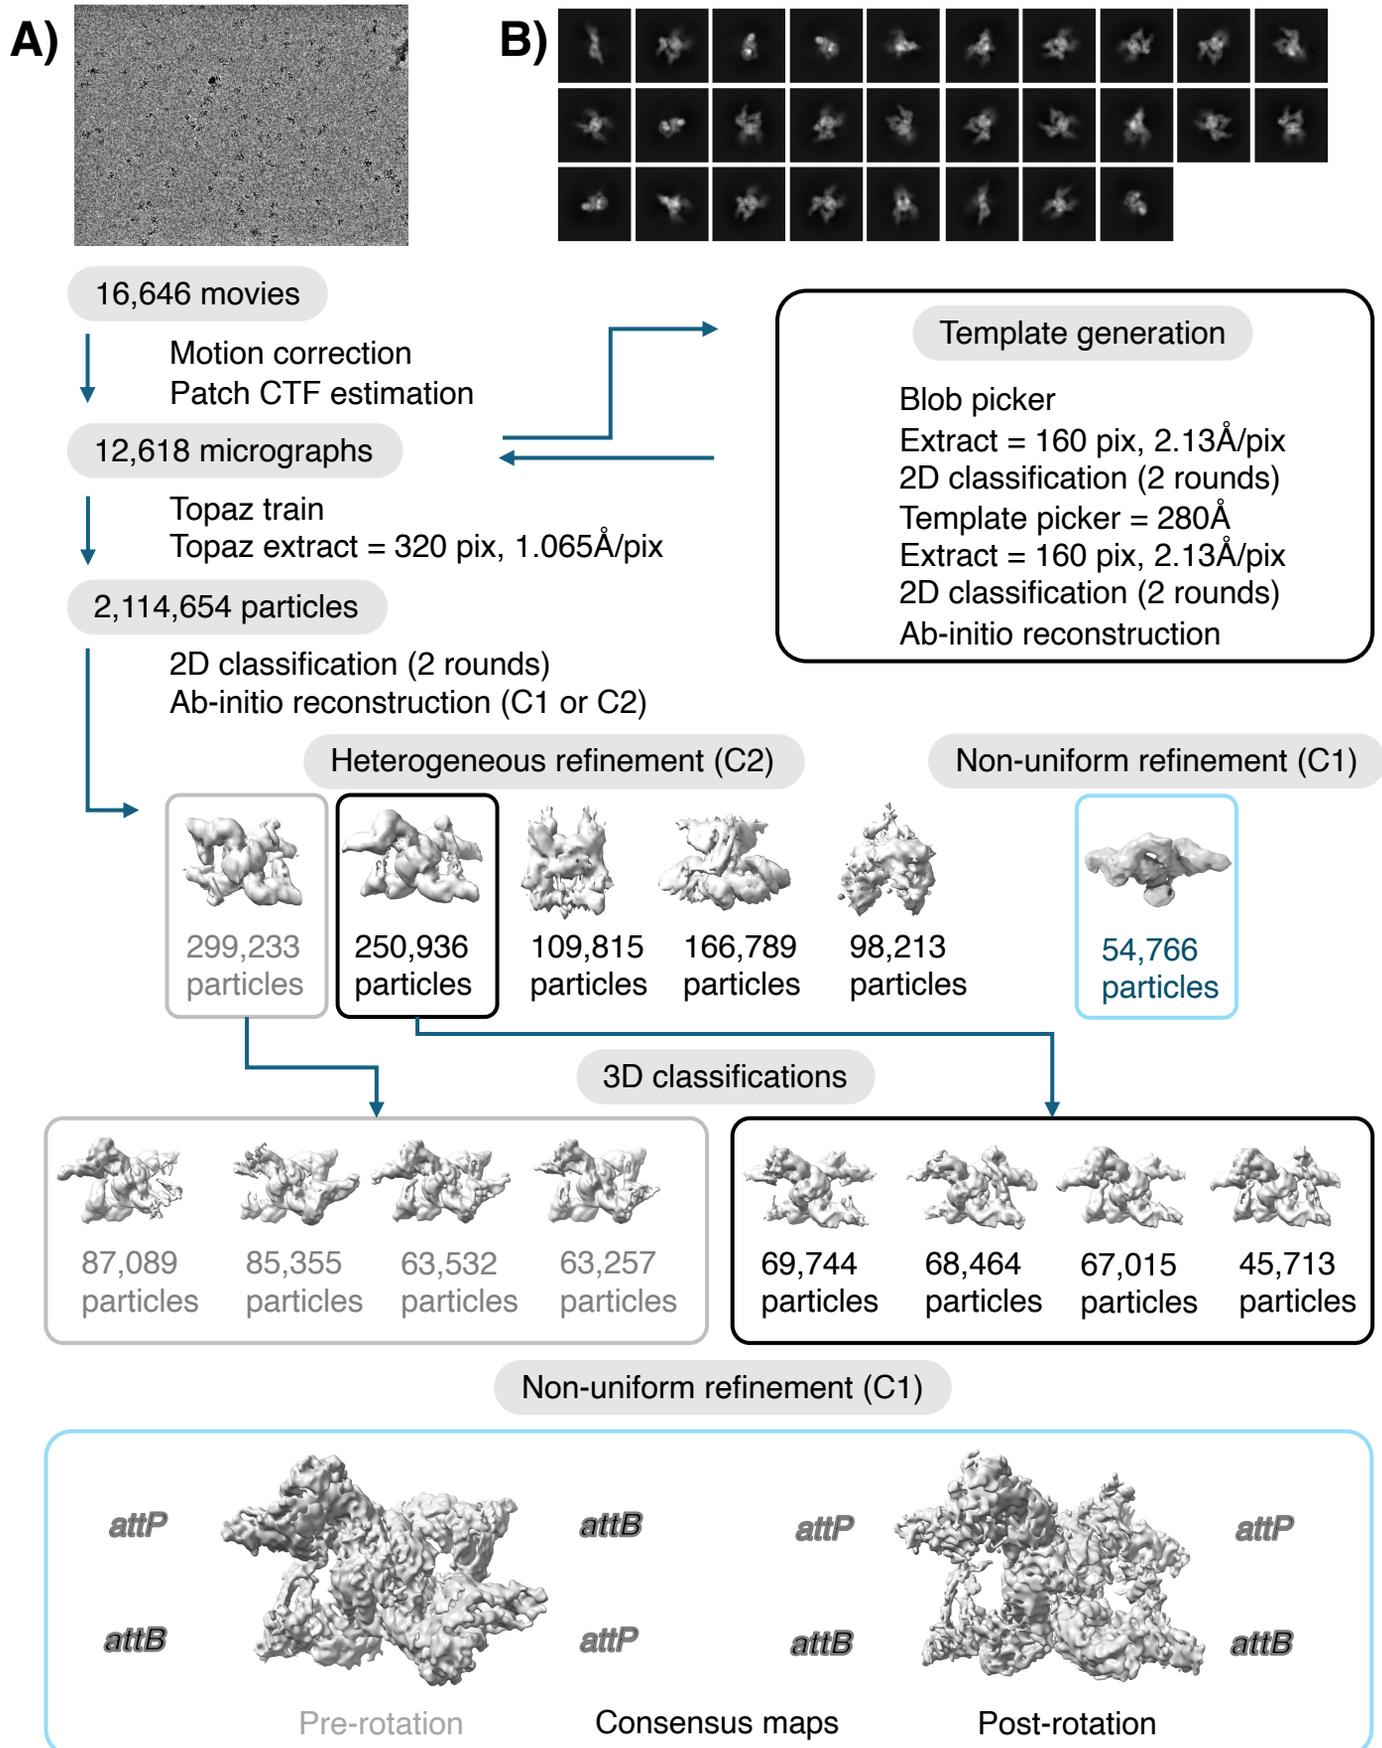 A)
B)
16,646 movies
Motion correction
Patch CTF estimation
12,618 micrographs
Topaz train
Topaz extract = 320 pix, 1.065Å/pix
2,114,654 particles
2D classification (2 rounds)
Ab-initio reconstruction (C1 or C2)
Template generation
Blob picker
Extract = 160 pix, 2.13Å/pix
2D classification (2 rounds)
Template picker = 280Å
Extract = 160 pix, 2.13Å/pix
2D classification (2 rounds)
Ab-initio reconstruction
Heterogeneous refinement (C2)
Non-uniform refinement (C1)
299,233
particles
250,936
particles
109,815
particles
166,789
particles
98,213
particles
54,766
particles
3D classifications
87,089
particles
85,355
particles
63,532
particles
63,257
particles
69,744
particles
68,464
particles
67,015
particles
45,713
particles
Non-uniform refinement (C1)
attP
attB
attP
attP
attB
attP
attB
attB
Pre-rotation
Consensus maps
Post-rotation